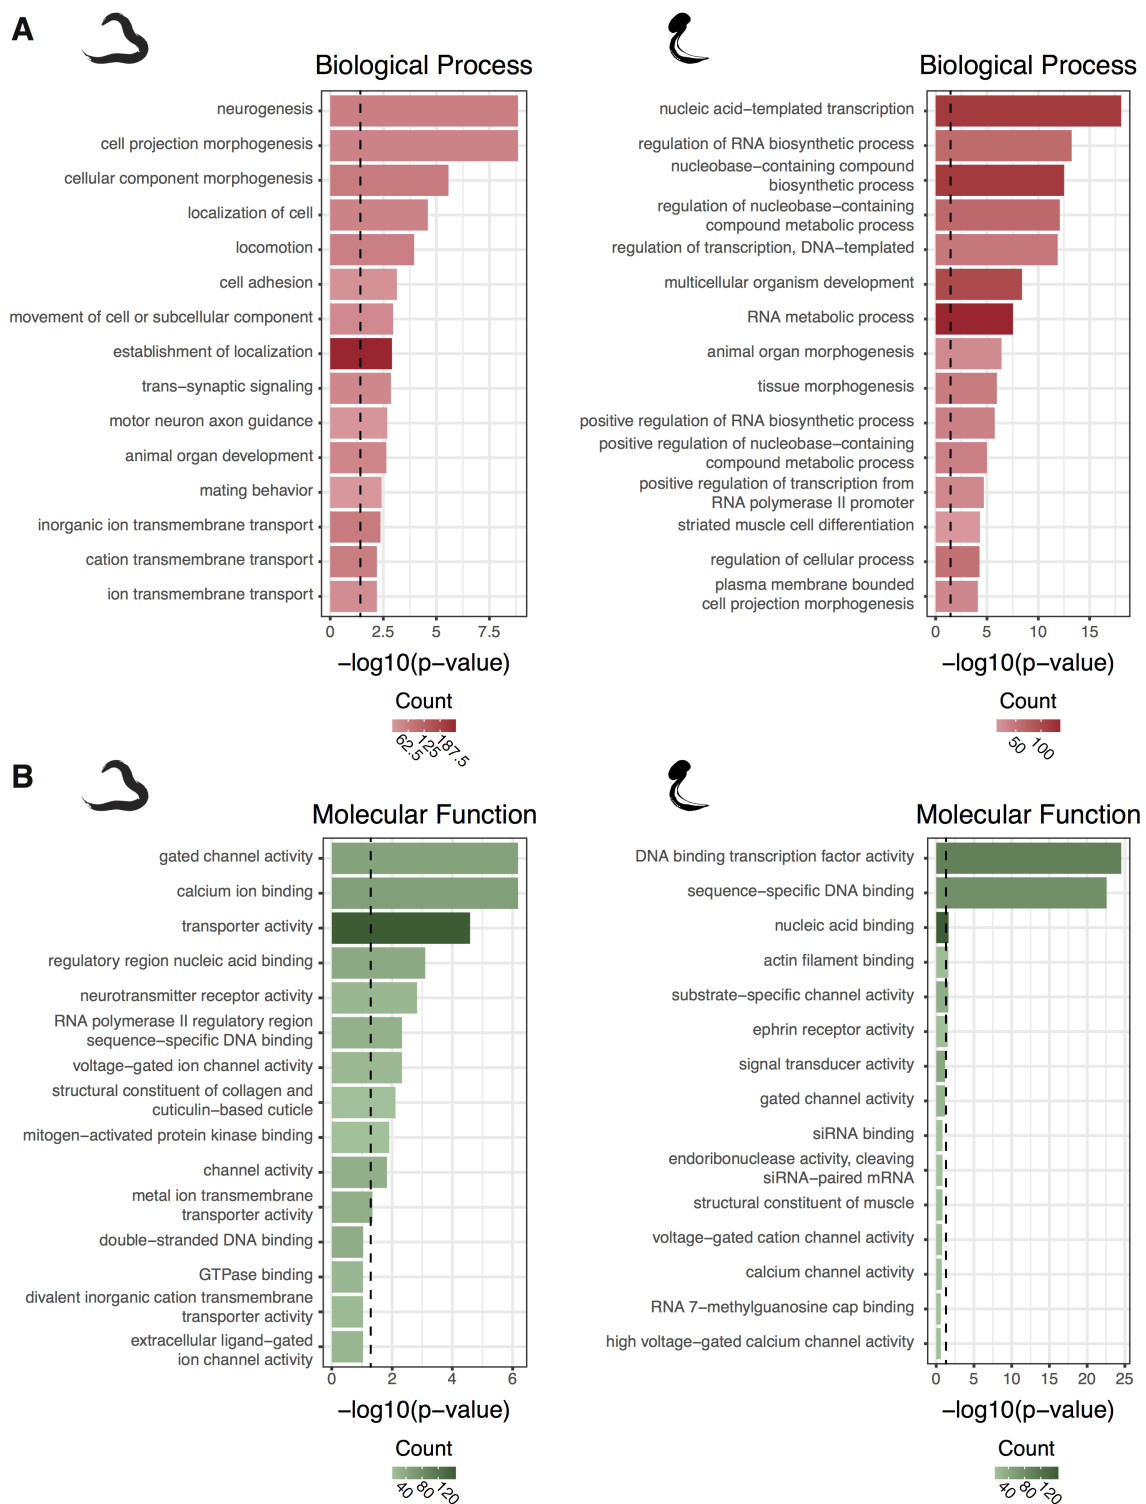 A
Biological Process
neurogenesis
cell projection morphogenesis
cellular component morphogenesis
localization of cell
locomotion
cell adhesion
movement of cell or subcellular component
establishment of localization
trans−synaptic signaling
motor neuron axon guidance
animal organ development
mating behavior
inorganic ion transmembrane transport
cation transmembrane transport
ion transmembrane transport
0 2.5 5 7.5
−log10(p−value)
Count
62.5 125 187.5
Biological Process
nucleic acid−templated transcription
regulation of RNA biosynthetic process
nucleobase−containing compound
biosynthetic process
regulation of nucleobase−containing
compound metabolic process
regulation of transcription, DNA−templated
multicellular organism development
RNA metabolic process
animal organ morphogenesis
tissue morphogenesis
positive regulation of RNA biosynthetic process
positive regulation of nucleobase−containing
compound metabolic process
positive regulation of transcription from
RNA polymerase II promoter
striated muscle cell differentiation
regulation of cellular process
plasma membrane bounded
cell projection morphogenesis
0 5 10 15
−log10(p−value)
Count
50 100
B
Molecular Function
gated channel activity
calcium ion binding
transporter activity
regulatory region nucleic acid binding
neurotransmitter receptor activity
RNA polymerase II regulatory region
sequence−specific DNA binding
voltage−gated ion channel activity
structural constituent of collagen and
cuticulin−based cuticle
mitogen−activated protein kinase binding
channel activity
metal ion transmembrane
transporter activity
double−stranded DNA binding
GTPase binding
divalent inorganic cation transmembrane
transporter activity
extracellular ligand−gated
ion channel activity
0 2 4 6
−log10(p−value)
Count
40 80 120
Molecular Function
DNA binding transcription factor activity
sequence−specific DNA binding
nucleic acid binding
actin filament binding
substrate−specific channel activity
ephrin receptor activity
signal transducer activity
gated channel activity
siRNA binding
endoribonuclease activity, cleaving
siRNA−paired mRNA
structural constituent of muscle
voltage−gated cation channel activity
calcium channel activity
RNA 7−methylguanosine cap binding
high voltage−gated calcium channel activity
0 5 10 15 20 25
−log10(p−value)
Count
40 80 120